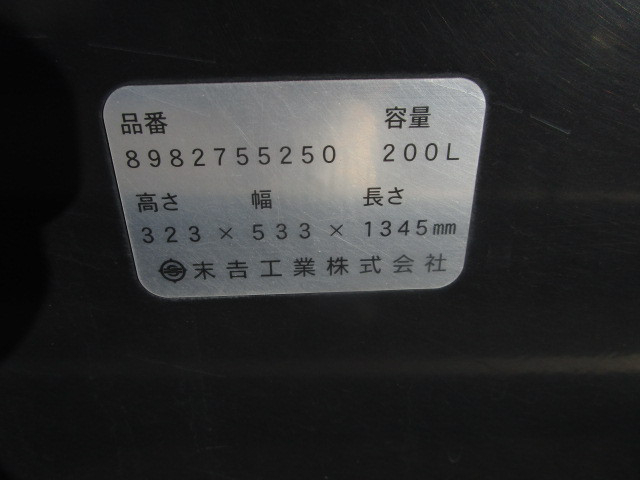 品番 容量
8982755250 200L
高さ 幅 長さ
323 × 533 × 1345mm
末吉工業株式会社